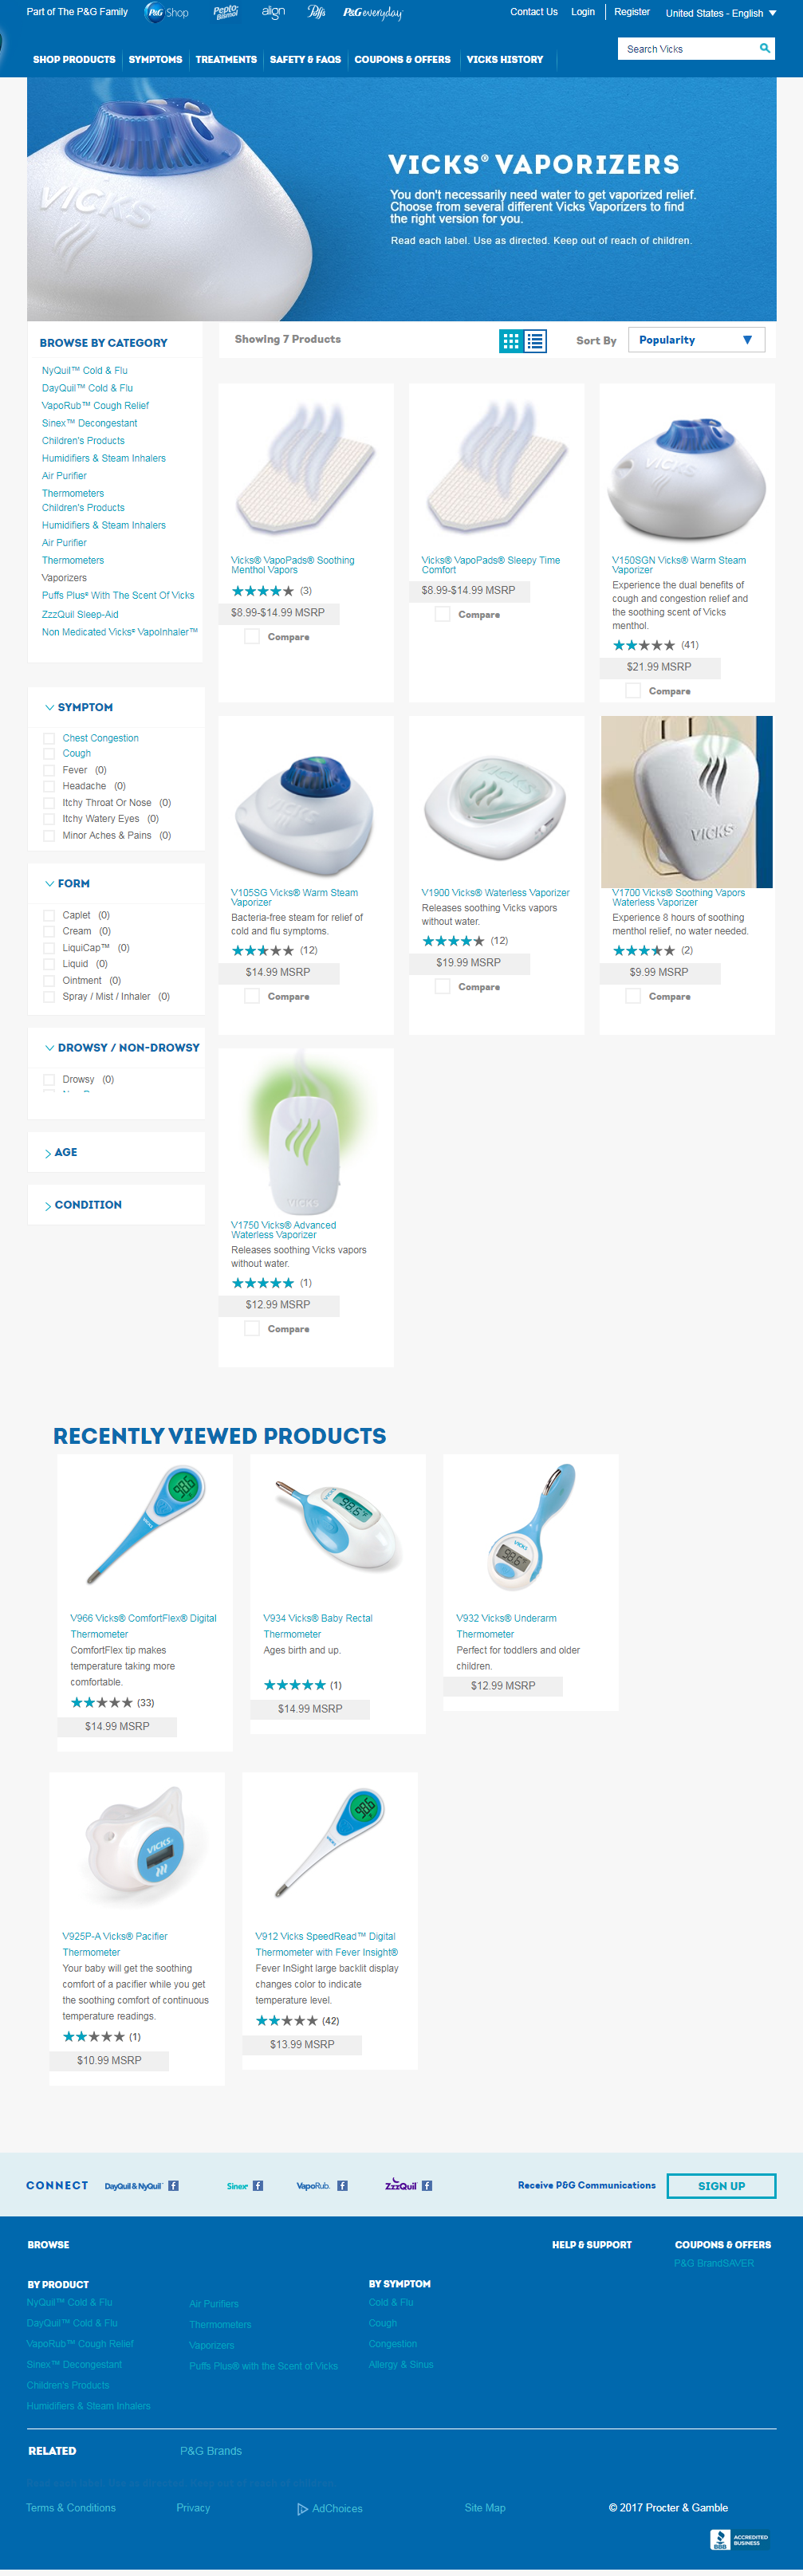 Part of The P&G Family
P&G Shop
Pepto Bismol
align
Puffs
P&G everyday
Contact Us
Login
Register
United States - English
SHOP PRODUCTS
SYMPTOMS
TREATMENTS
SAFETY & FAQS
COUPONS & OFFERS
VICKS HISTORY
Search Vicks
VICKS
VICKS® VAPORIZERS
You don't necessarily need water to get vaporized relief.
Choose from several different Vicks Vaporizers to find
the right version for you.
Read each label. Use as directed. Keep out of reach of children.
BROWSE BY CATEGORY
NyQuil™ Cold & Flu
DayQuil™ Cold & Flu
VapoRub™ Cough Relief
Sinex™ Decongestant
Children's Products
Humidifiers & Steam Inhalers
Air Purifier
Thermometers
Children's Products
Humidifiers & Steam Inhalers
Air Purifier
Thermometers
Vaporizers
Puffs Plus® With The Scent Of Vicks
ZzzQuil Sleep-Aid
Non Medicated Vicks® VapoInhaler™
SYMPTOM
Chest Congestion
Cough
Fever (0)
Headache (0)
Itchy Throat Or Nose (0)
Itchy Watery Eyes (0)
Minor Aches & Pains (0)
FORM
Caplet (0)
Cream (0)
LiquiCap™ (0)
Liquid (0)
Ointment (0)
Spray / Mist / Inhaler (0)
DROWSY / NON-DROWSY
Drowsy (0)
AGE
CONDITION
Showing 7 Products
Sort By
Popularity
Vicks® VapoPads® Soothing
Menthol Vapors
(3)
$8.99-$14.99 MSRP
Compare
Vicks® VapoPads® Sleepy Time
Comfort
$8.99-$14.99 MSRP
Compare
VICKS
V150SGN Vicks® Warm Steam
Vaporizer
Experience the dual benefits of
cough and congestion relief and
the soothing scent of Vicks
menthol.
(41)
$21.99 MSRP
Compare
V105SG Vicks® Warm Steam
Vaporizer
Bacteria-free steam for relief of
cold and flu symptoms.
(12)
$14.99 MSRP
Compare
VICKS
V1900 Vicks® Waterless Vaporizer
Releases soothing Vicks vapors
without water.
(12)
$19.99 MSRP
Compare
VICKS
V1700 Vicks® Soothing Vapors
Waterless Vaporizer
Experience 8 hours of soothing
menthol relief, no water needed.
(2)
$9.99 MSRP
Compare
VICKS
V1750 Vicks® Advanced
Waterless Vaporizer
Releases soothing Vicks vapors
without water.
(1)
$12.99 MSRP
Compare
RECENTLY VIEWED PRODUCTS
98.6
VICKS
V966 Vicks® ComfortFlex® Digital
Thermometer
ComfortFlex tip makes
temperature taking more
comfortable.
(33)
$14.99 MSRP
VICKS
98.6
V934 Vicks® Baby Rectal
Thermometer
Ages birth and up.
(1)
$14.99 MSRP
VICKS
98.6
V932 Vicks® Underarm
Thermometer
Perfect for toddlers and older
children.
$12.99 MSRP
VICKS
V925P-A Vicks® Pacifier
Thermometer
Your baby will get the soothing
comfort of a pacifier while you get
the soothing comfort of continuous
temperature readings.
(1)
$10.99 MSRP
98.6
VICKS
V912 Vicks SpeedRead™ Digital
Thermometer with Fever Insight®
Fever InSight large backlit display
changes color to indicate
temperature level.
(42)
$13.99 MSRP
CONNECT
DayQuil & NyQuil
Sinex
VapoRub
ZzzQuil
Receive P&G Communications
SIGN UP
BROWSE
HELP & SUPPORT
COUPONS & OFFERS
P&G BrandSAVER
BY PRODUCT
NyQuil™ Cold & Flu
DayQuil™ Cold & Flu
VapoRub™ Cough Relief
Sinex™ Decongestant
Children's Products
Humidifiers & Steam Inhalers
Air Purifiers
Thermometers
Vaporizers
Puffs Plus® with the Scent of Vicks
BY SYMPTOM
Cold & Flu
Cough
Congestion
Allergy & Sinus
RELATED
P&G Brands
Terms & Conditions
Privacy
AdChoices
Site Map
© 2017 Procter & Gamble
BBB
ACCREDITED
BUSINESS